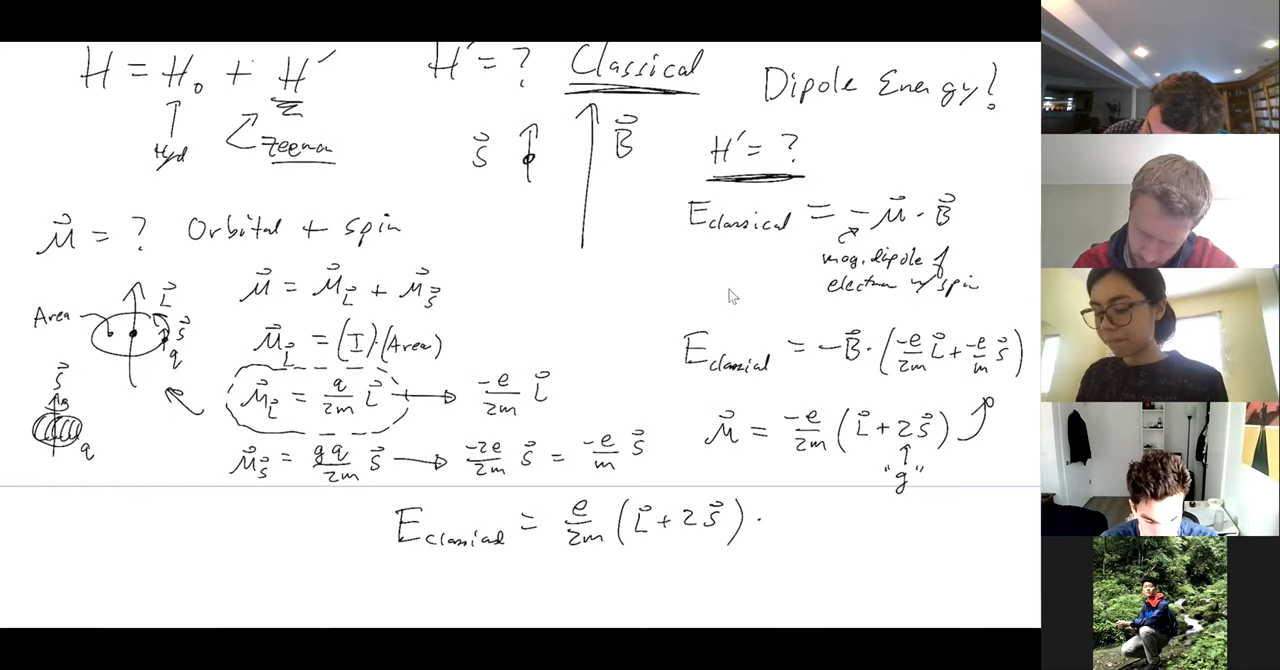 H = H₀ + H′
Hyd
Zeeman
H′ = ? Classical
S⃗
B⃗
Dipole Energy!
H′ = ?
E_classical = -μ⃗ · B⃗
mag. dipole of
electron w/ spin
μ⃗ = ? Orbital + spin
Area
L⃗
S⃗
q
S⃗
q
μ⃗ = μ⃗_L⃗ + μ⃗_S⃗
μ⃗_L⃗ = (I)·(Area)
μ⃗_L⃗ = q/2m L⃗ → -e/2m L⃗
μ⃗_S⃗ = gq/2m S⃗ → -2e/2m S⃗ = -e/m S⃗
E_classical = -B⃗ · (-e/2m L⃗ + -e/m S⃗)
μ⃗ = -e/2m (L⃗ + 2S⃗)
"g"
E_classical = e/2m (L⃗ + 2S⃗) ·